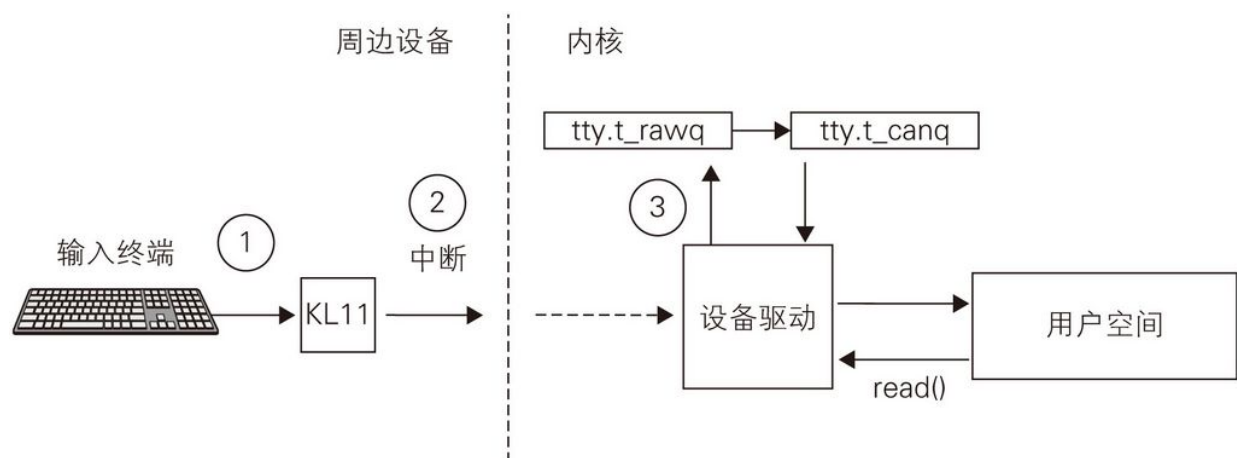 周边设备
内核
tty.t_rawq
tty.t_canq
①
②
③
输入终端
中断
KL11
设备驱动
用户空间
read()